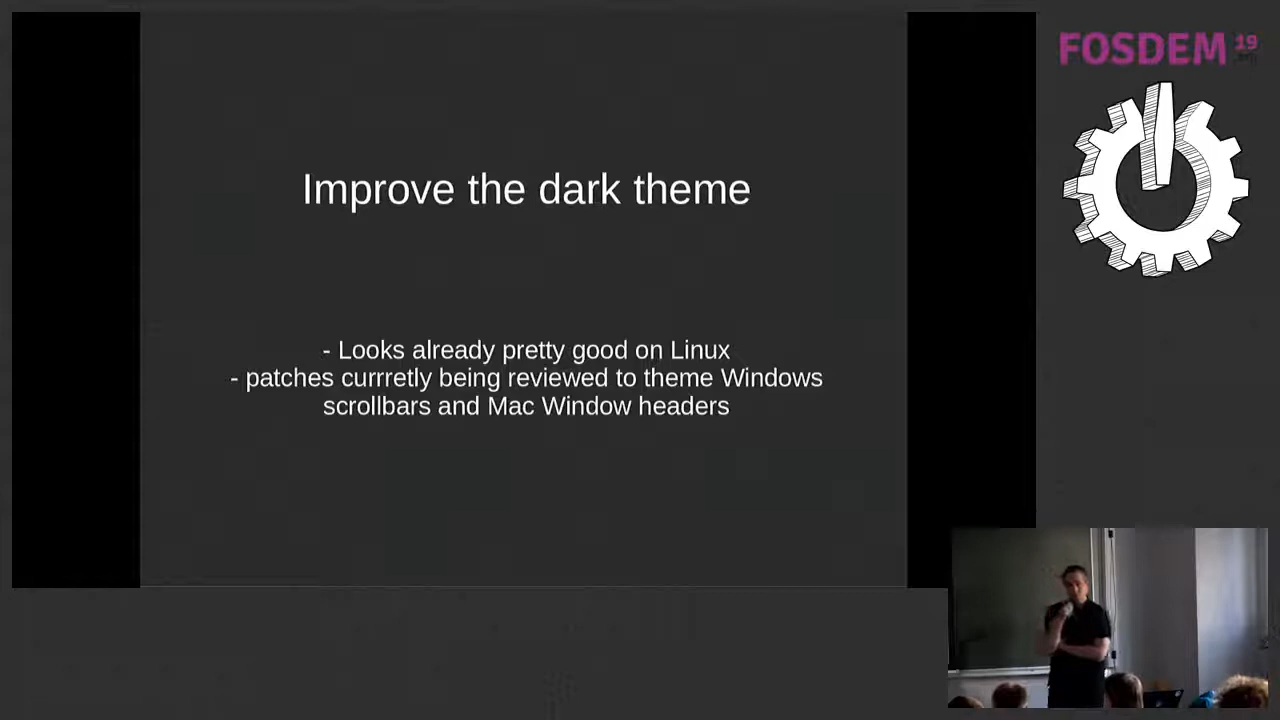 Improve the dark theme
- Looks already pretty good on Linux
- patches currretly being reviewed to theme Windows
scrollbars and Mac Window headers
FOSDEM 19
.org